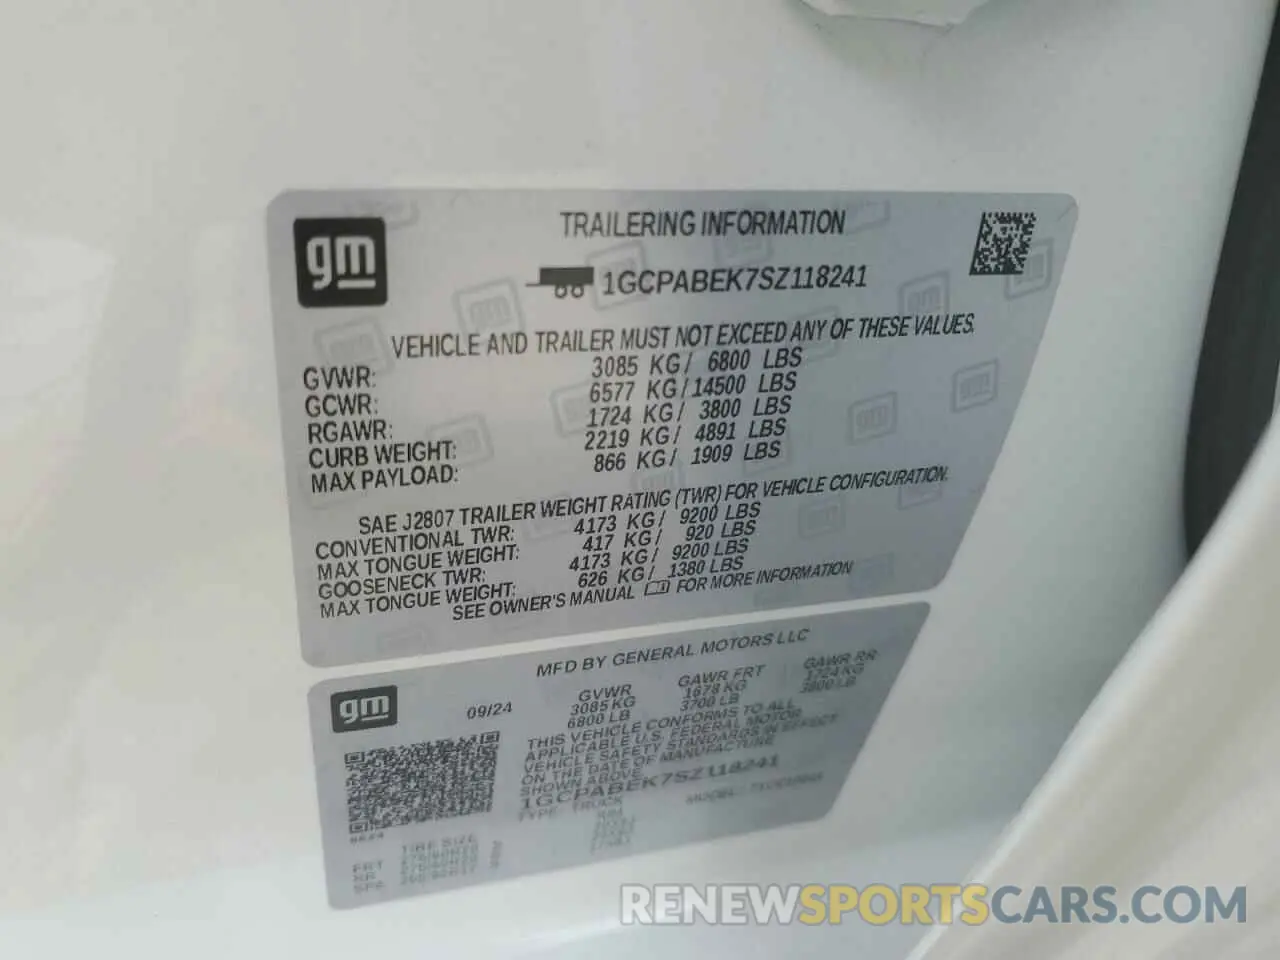 gm
TRAILERING INFORMATION
1GCPABEK7SZ118241
VEHICLE AND TRAILER MUST NOT EXCEED ANY OF THESE VALUES.
GVWR: 3085 KG/ 6800 LBS
GCWR: 6577 KG/14500 LBS
RGAWR: 1724 KG/ 3800 LBS
CURB WEIGHT: 2219 KG/ 4891 LBS
MAX PAYLOAD: 866 KG/ 1909 LBS
SAE J2807 TRAILER WEIGHT RATING (TWR) FOR VEHICLE CONFIGURATION.
CONVENTIONAL TWR: 4173 KG/ 9200 LBS
MAX TONGUE WEIGHT: 417 KG/ 920 LBS
GOOSENECK TWR: 4173 KG/ 9200 LBS
MAX TONGUE WEIGHT: 626 KG/ 1380 LBS
SEE OWNER'S MANUAL FOR MORE INFORMATION
gm
MFD BY GENERAL MOTORS LLC
09/24
GVWR GAWR FRT GAWR RR
3085 KG 1678 KG 1724 KG
6800 LB 3700 LB 3800 LB
THIS VEHICLE CONFORMS TO ALL
APPLICABLE U.S. FEDERAL MOTOR
VEHICLE SAFETY STANDARDS IN EFFECT
ON THE DATE OF MANUFACTURE
SHOWN ABOVE.
1GCPABEK7SZ118241
TYPE: TRUCK MODEL:
TIRE SIZE
FRT
RR
SPA
RENEWSPORTSCARS.COM